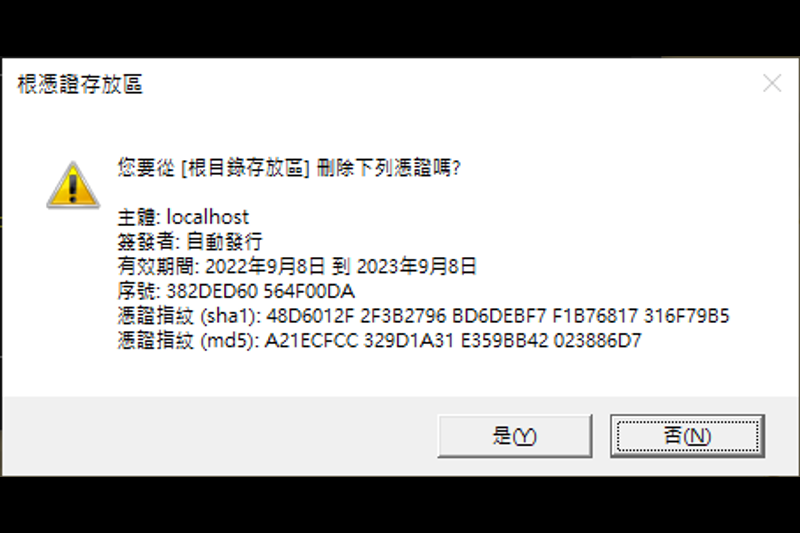 根憑證存放區
您要從 [根目錄存放區] 刪除下列憑證嗎?
主體: localhost
簽發者: 自動發行
有效期間: 2022年9月8日 到 2023年9月8日
序號: 382DED60 564F00DA
憑證指紋 (sha1): 48D6012F 2F3B2796 BD6DEBF7 F1B76817 316F79B5
憑證指紋 (md5): A21ECFCC 329D1A31 E359BB42 023886D7
是(Y)
否(N)